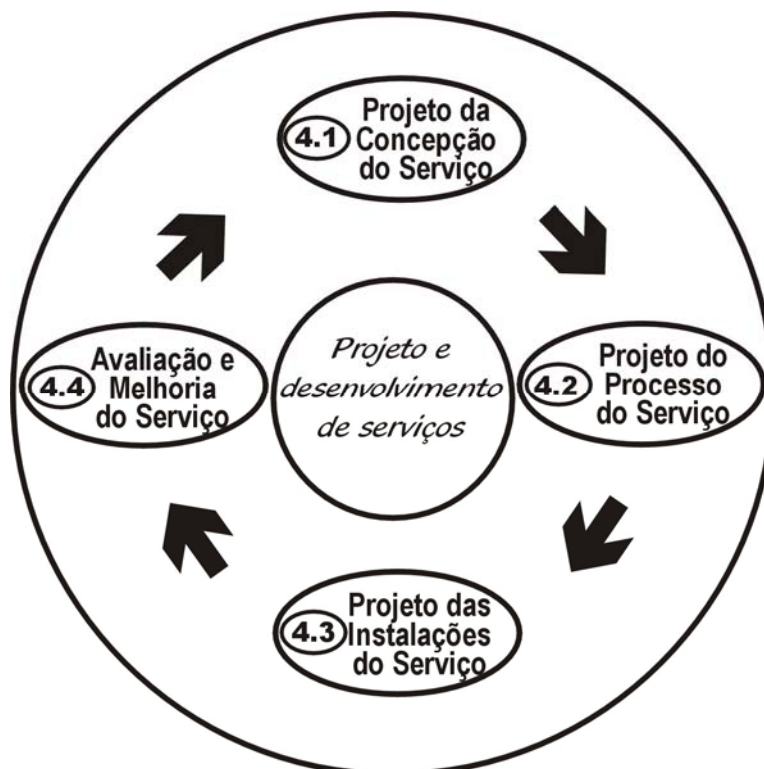 Projeto da
4.1 Concepção
do Serviço
Avaliação e
4.4 Melhoria
do Serviço
Projeto e
desenvolvimento
de serviços
Projeto do
4.2 Processo
do Serviço
Projeto das
4.3 Instalações
do Serviço